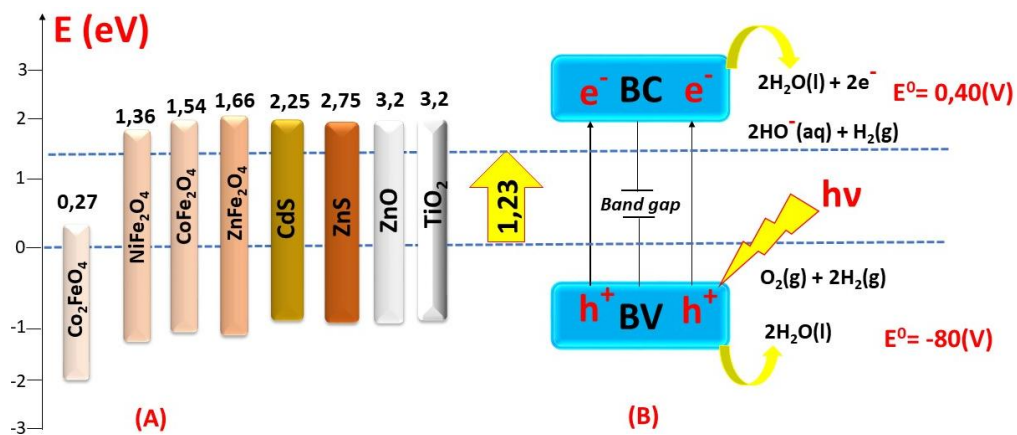 E (eV)
3
2
1
0
-1
-2
-3
0,27
1,36
1,54
1,66
2,25
2,75
3,2
3,2
Co₂FeO₄
NiFe₂O₄
CoFe₂O₄
ZnFe₂O₄
CdS
ZnS
ZnO
TiO₂
1,23
(A)
e⁻ BC e⁻
Band gap
h⁺ BV h⁺
hν
2H₂O(l) + 2e⁻
E⁰= 0,40(V)
2HO⁻(aq) + H₂(g)
O₂(g) + 2H₂(g)
2H₂O(l)
E⁰= -80(V)
(B)